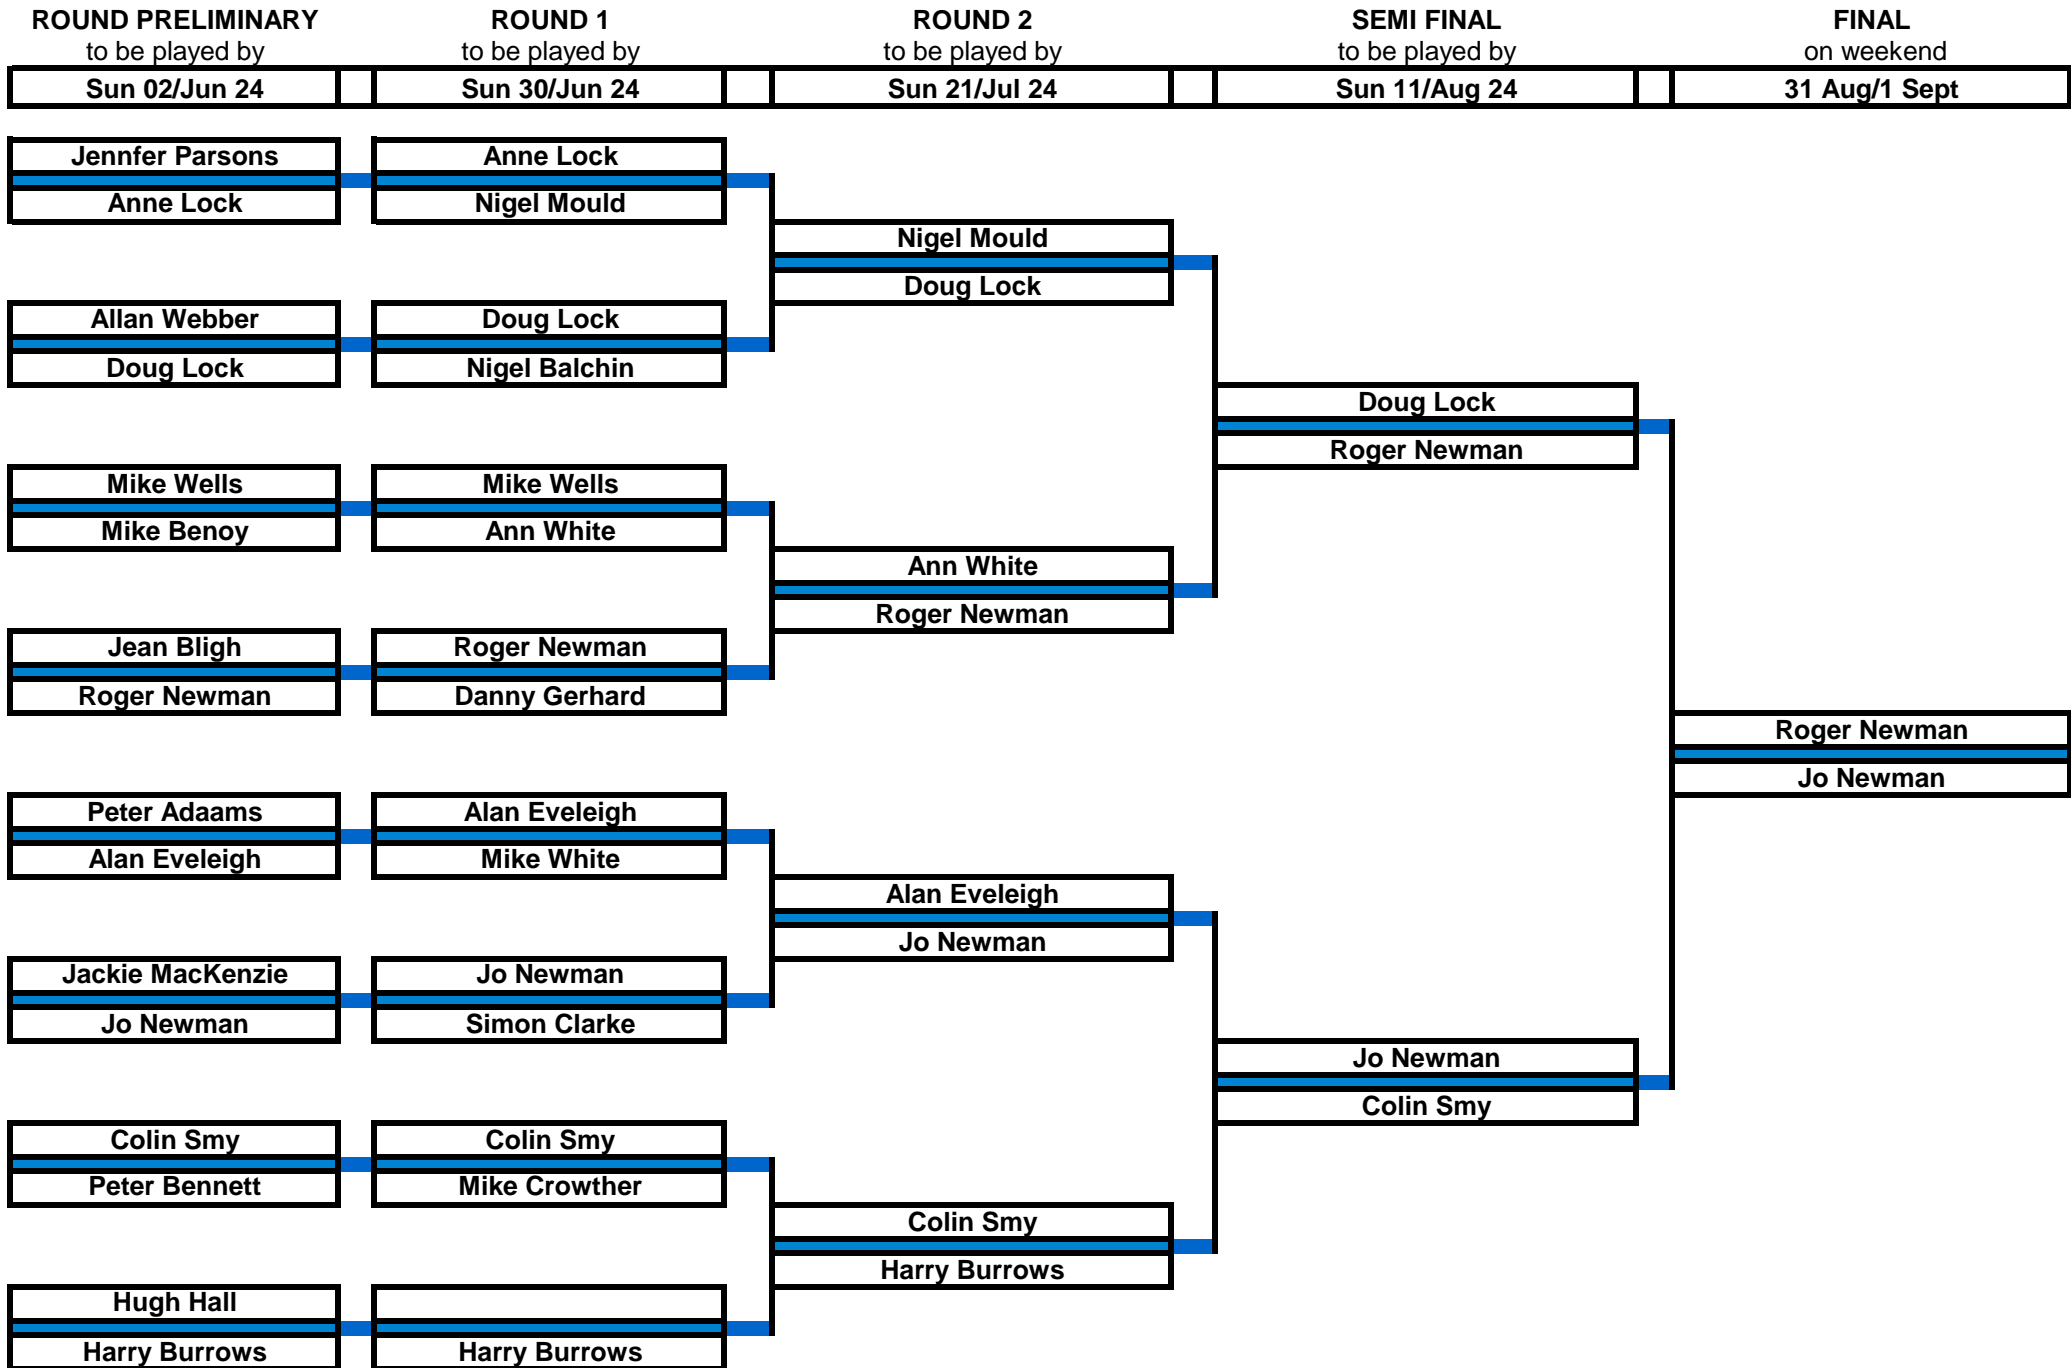 ROUND PRELIMINARY
to be played by
Sun 02/Jun 24
ROUND 1
to be played by
Sun 30/Jun 24
ROUND 2
to be played by
Sun 21/Jul 24
SEMI FINAL
to be played by
Sun 11/Aug 24
FINAL
on weekend
31 Aug/1 Sept
Jennfer Parsons
Anne Lock
Allan Webber
Doug Lock
Mike Wells
Mike Benoy
Jean Bligh
Roger Newman
Peter Adaams
Alan Eveleigh
Jackie MacKenzie
Jo Newman
Colin Smy
Peter Bennett
Hugh Hall
Harry Burrows
Anne Lock
Nigel Mould
Doug Lock
Nigel Balchin
Mike Wells
Ann White
Roger Newman
Danny Gerhard
Alan Eveleigh
Mike White
Jo Newman
Simon Clarke
Colin Smy
Mike Crowther
Harry Burrows
Nigel Mould
Doug Lock
Ann White
Roger Newman
Alan Eveleigh
Jo Newman
Colin Smy
Harry Burrows
Doug Lock
Roger Newman
Jo Newman
Colin Smy
Roger Newman
Jo Newman